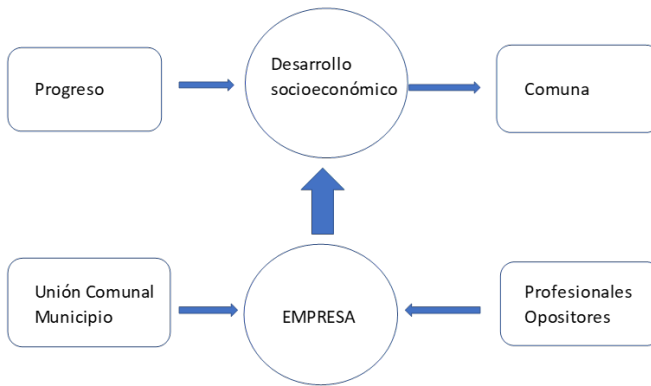 Progreso
Desarrollo
socioeconómico
Comuna
Unión Comunal
Municipio
EMPRESA
Profesionales
Opositores